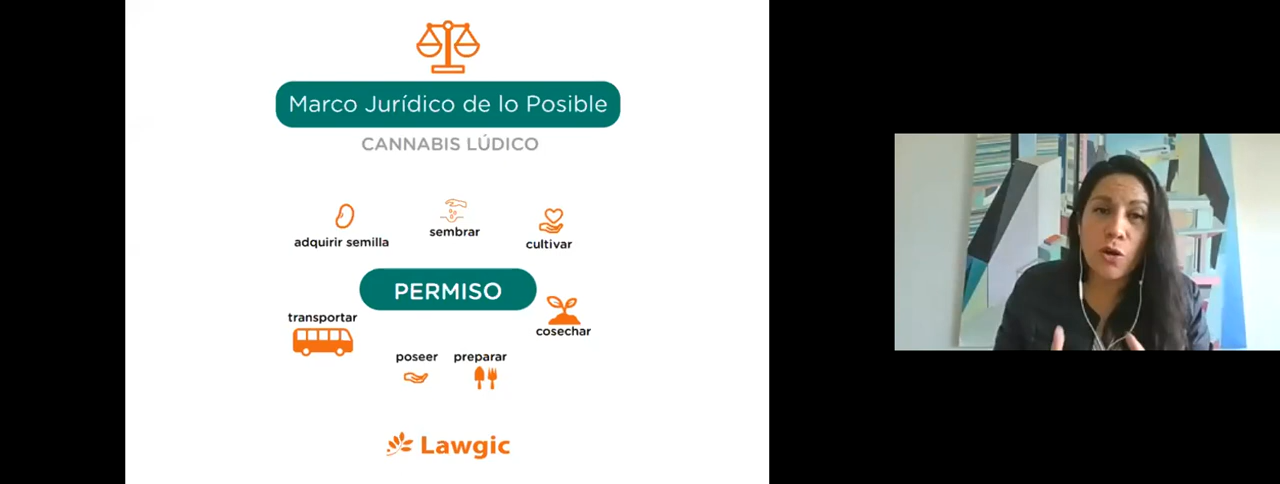 Marco Jurídico de lo Posible
CANNABIS LÚDICO
adquirir semilla
sembrar
cultivar
PERMISO
transportar
cosechar
poseer
preparar
Lawgic